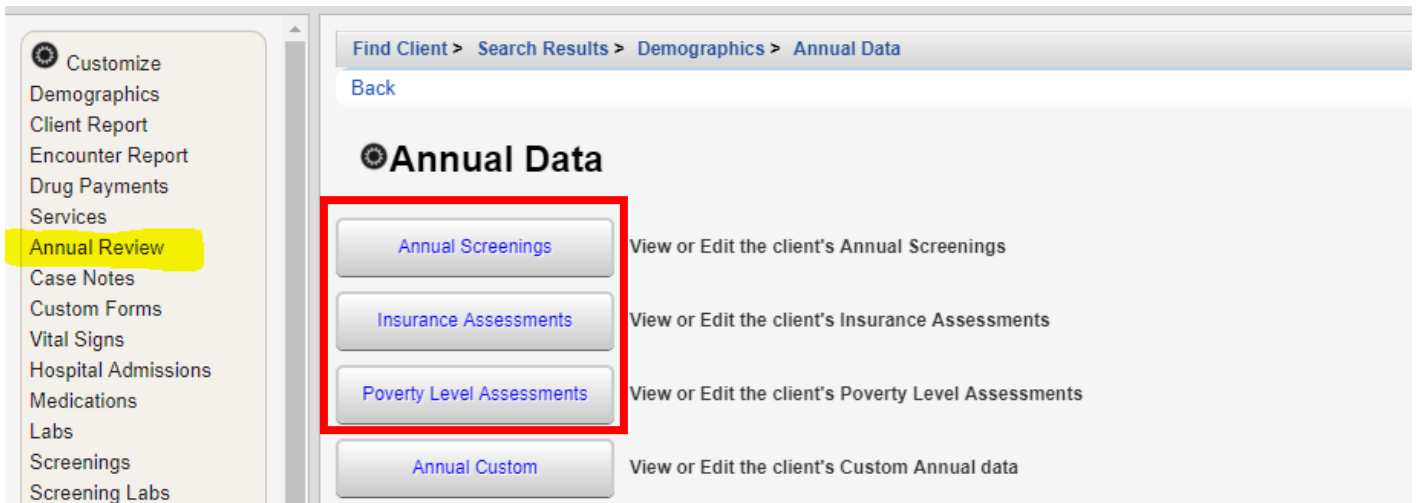 Customize
Demographics
Client Report
Encounter Report
Drug Payments
Services
Annual Review
Case Notes
Custom Forms
Vital Signs
Hospital Admissions
Medications
Labs
Screenings
Screening Labs
Find Client > Search Results > Demographics > Annual Data
Back
Annual Data
Annual Screenings View or Edit the client's Annual Screenings
Insurance Assessments View or Edit the client's Insurance Assessments
Poverty Level Assessments View or Edit the client's Poverty Level Assessments
Annual Custom View or Edit the client's Custom Annual data